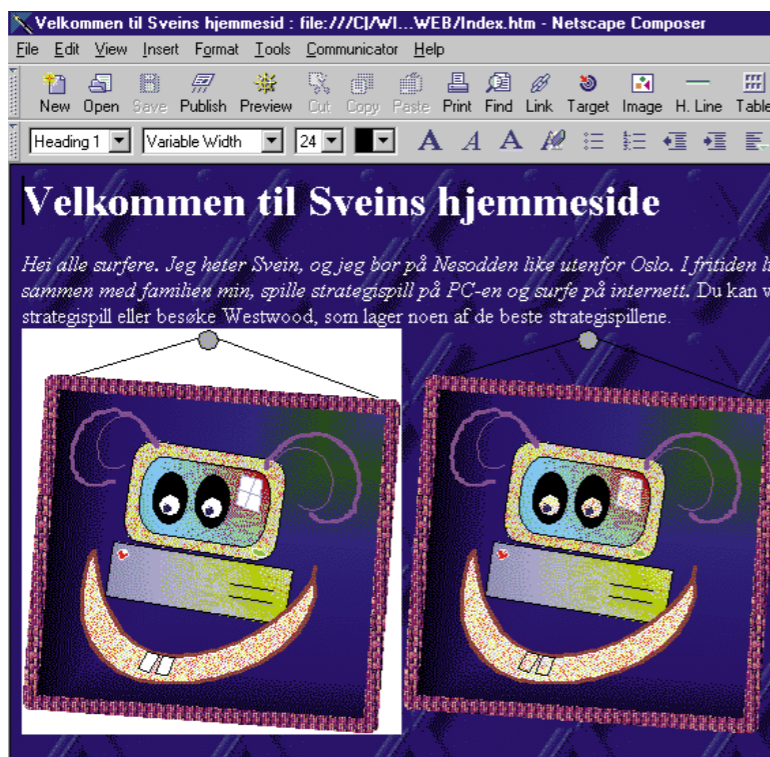 Velkommen til Sveins hjemmesid : file:///C|/WI...WEB/Index.htm - Netscape Composer
File Edit View Insert Format Tools Communicator Help
New Open Save Publish Preview Cut Copy Paste Print Find Link Target Image H. Line Table
Heading 1 Variable Width 24 A A A
Velkommen til Sveins hjemmeside
Hei alle surfere. Jeg heter Svein, og jeg bor på Nesodden like utenfor Oslo. I fritiden
sammen med familien min, spille strategispill på PC-en og surfe på internett. Du kan
strategispill eller besøke Westwood, som lager noen af de beste strategispillene.